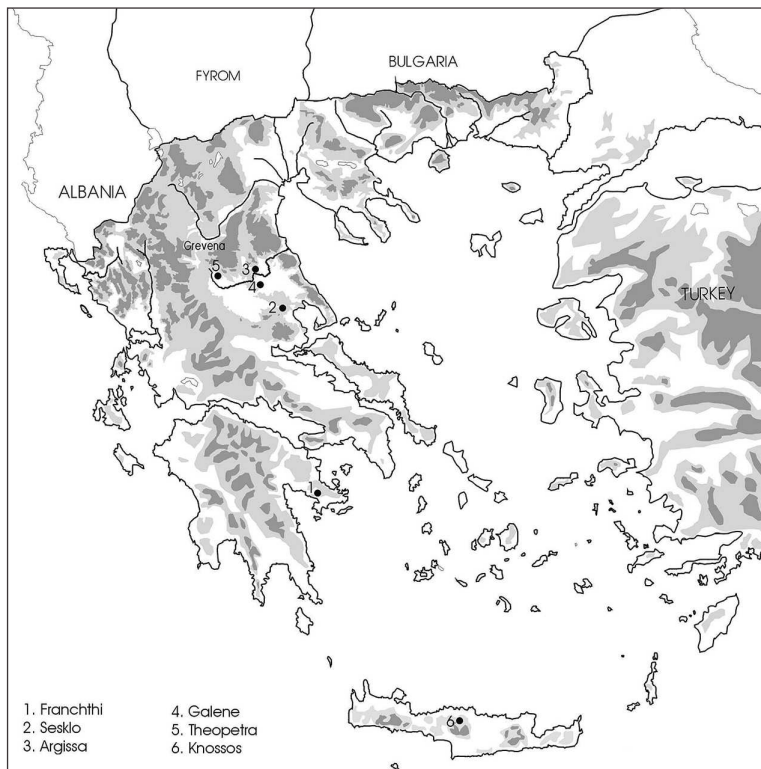 BULGARIA
FYROM
ALBANIA
Grevena
3
5
4
TURKEY
2
1
6
1. Franchthi
2. Sesklo
3. Argissa
4. Galene
5. Theopetra
6. Knossos